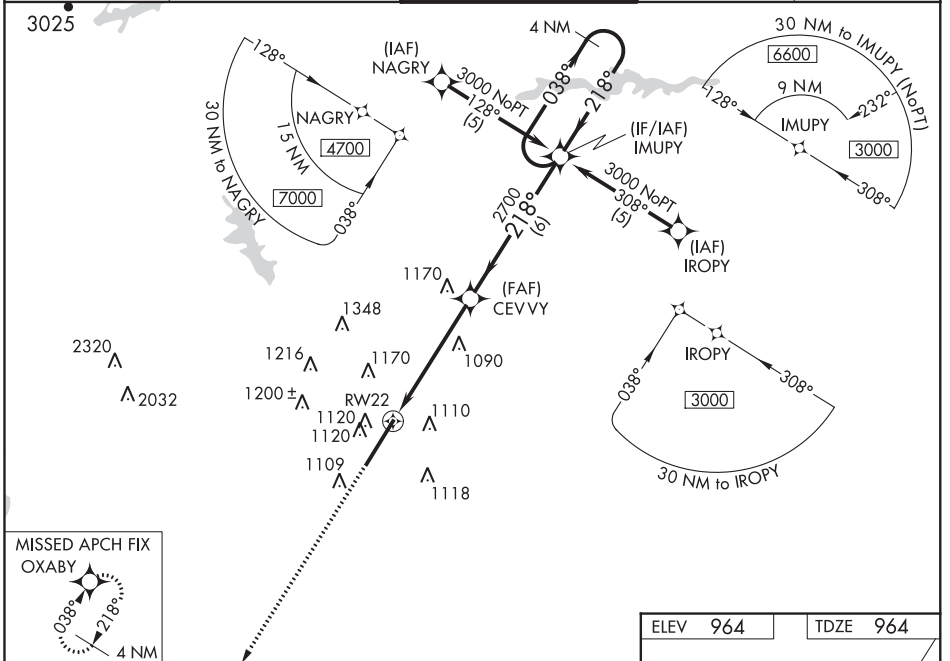 3025
4 NM
038°
218°
(IAF)
NAGRY
3000 NoPT
128°
(5)
(IF/IAF)
IMUPY
3000 NoPT
308°
(5)
(IAF)
IROPY
2700
218°
(6)
(FAF)
CEVVY
128°
NAGRY
4700
15 NM
7000
30 NM to NAGRY
038°
30 NM to IMUPY (NoPT)
6600
9 NM
128°
232°
IMUPY
3000
308°
IROPY
038°
308°
3000
30 NM to IROPY
1170
1348
1216
1170
1090
2320
2032
1200 ±
RW22
1120
1120
1110
1109
1118
MISSED APCH FIX
OXABY
038°
218°
4 NM
ELEV 964
TDZE 964